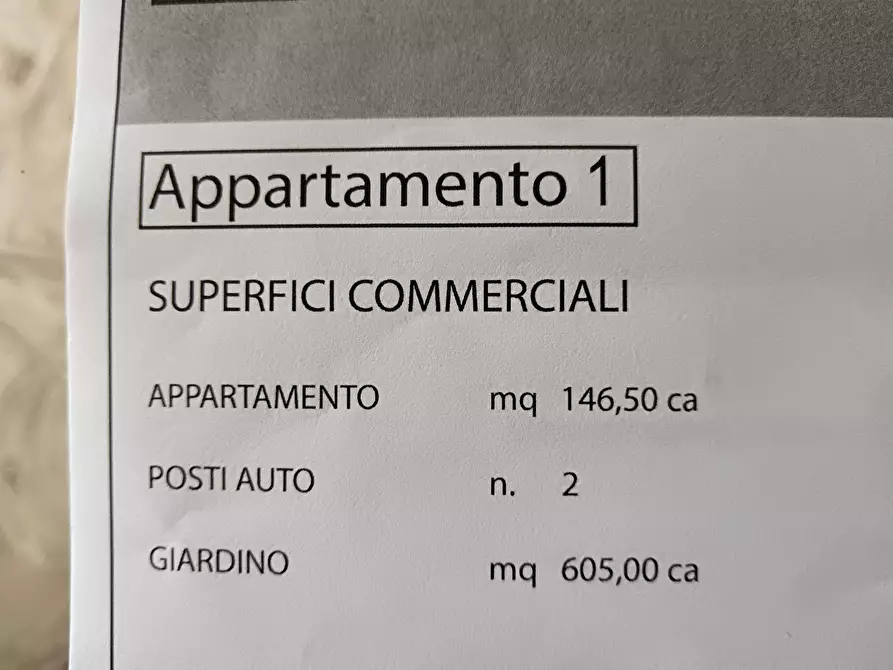 Appartamento 1
SUPERFICI COMMERCIALI
APPARTAMENTO mq 146,50 ca
POSTI AUTO n. 2
GIARDINO mq 605,00 ca